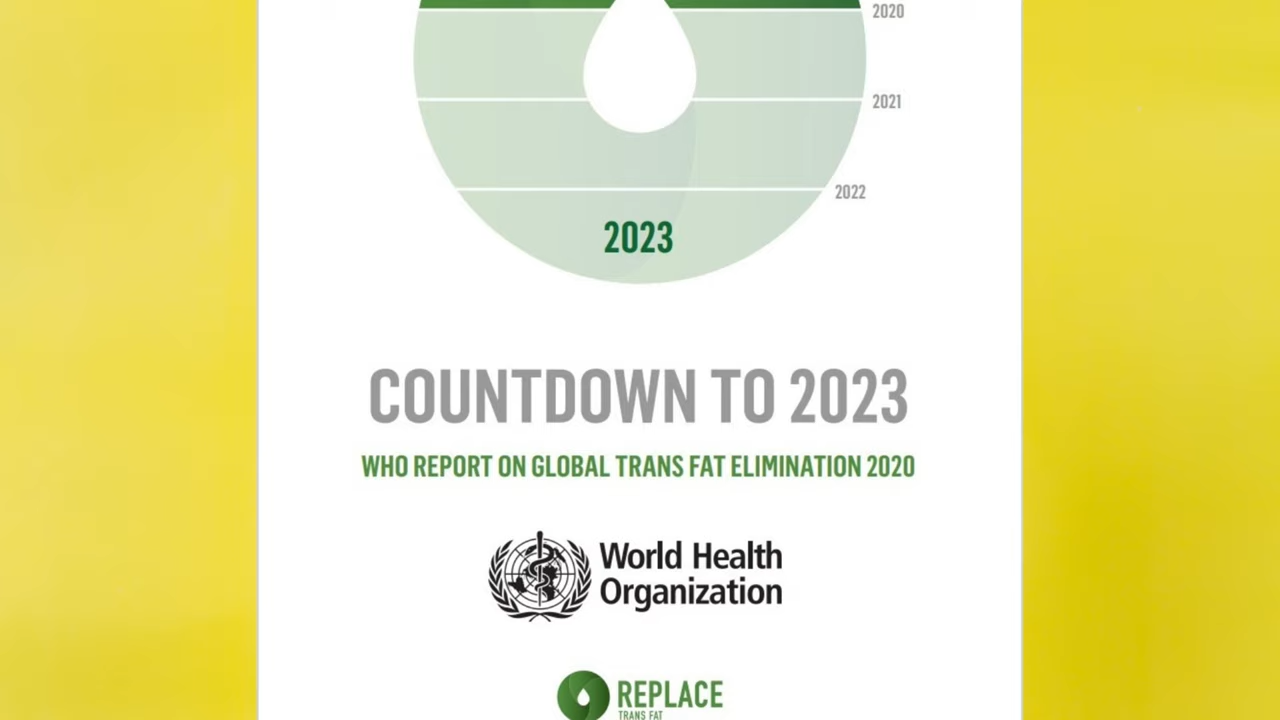 2020
2021
2022
2023
COUNTDOWN TO 2023
WHO REPORT ON GLOBAL TRANS FAT ELIMINATION 2020
World Health
Organization
REPLACE
TRANS FAT